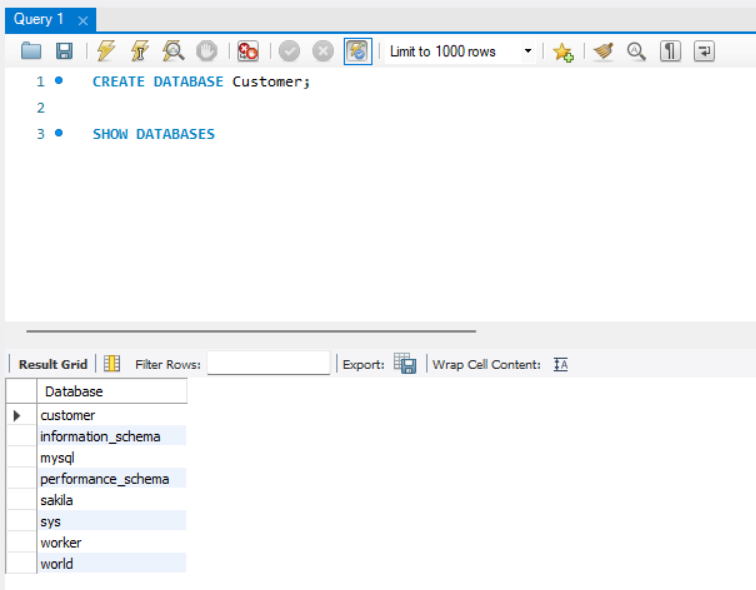 Query 1
Limit to 1000 rows
1 CREATE DATABASE Customer;
2
3 SHOW DATABASES
Result Grid Filter Rows: Export: Wrap Cell Content:
Database
customer
information_schema
mysql
performance_schema
sakila
sys
worker
world